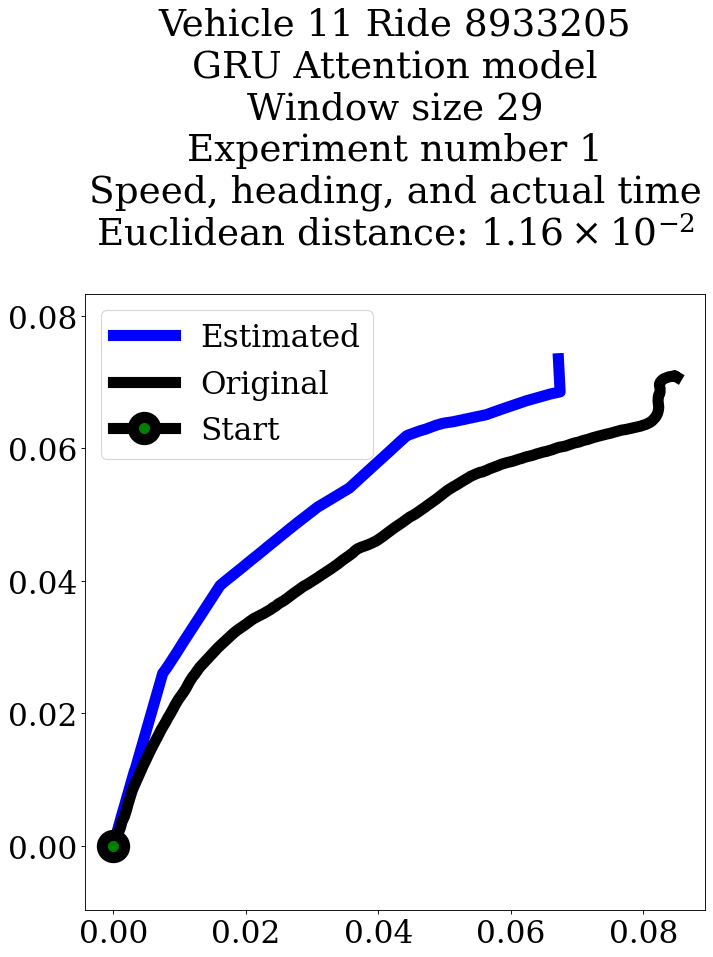 Vehicle 11 Ride 8933205
GRU Attention model
Window size 29
Experiment number 1
Speed, heading, and actual time
Euclidean distance: 1.16 × 10⁻²
0.08
0.06
0.04
0.02
0.00
Estimated
Original
Start
0.00 0.02 0.04 0.06 0.08